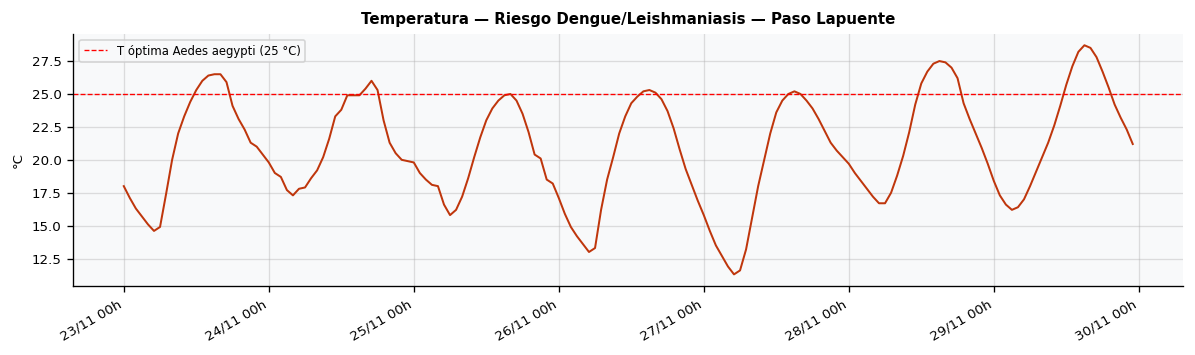 Temperatura — Riesgo Dengue/Leishmaniasis — Paso Lapuente
T óptima Aedes aegypti (25 °C)
°C
27.5
25.0
22.5
20.0
17.5
15.0
12.5
23/11 00h
24/11 00h
25/11 00h
26/11 00h
27/11 00h
28/11 00h
29/11 00h
30/11 00h